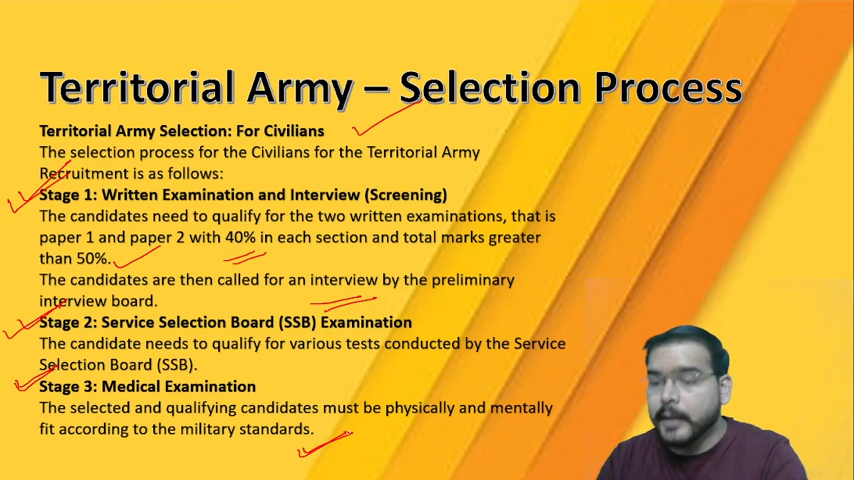 Territorial Army – Selection Process
Territorial Army Selection: For Civilians
The selection process for the Civilians for the Territorial Army
Recruitment is as follows:
Stage 1: Written Examination and Interview (Screening)
The candidates need to qualify for the two written examinations, that is
paper 1 and paper 2 with 40% in each section and total marks greater
than 50%.
The candidates are then called for an interview by the preliminary
interview board.
Stage 2: Service Selection Board (SSB) Examination
The candidate needs to qualify for various tests conducted by the Service
Selection Board (SSB).
Stage 3: Medical Examination
The selected and qualifying candidates must be physically and mentally
fit according to the military standards.